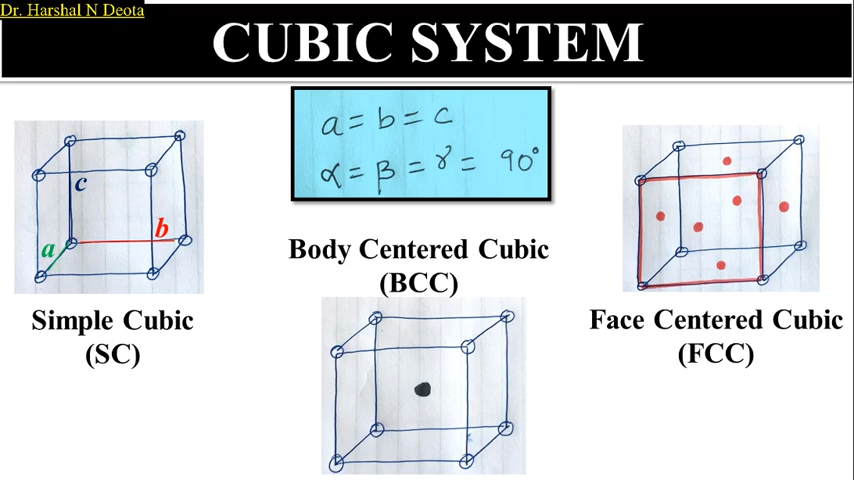 Dr. Harshal N Deota
CUBIC SYSTEM
a = b = c
α = β = γ = 90°
c
b
a
Simple Cubic
(SC)
Body Centered Cubic
(BCC)
Face Centered Cubic
(FCC)